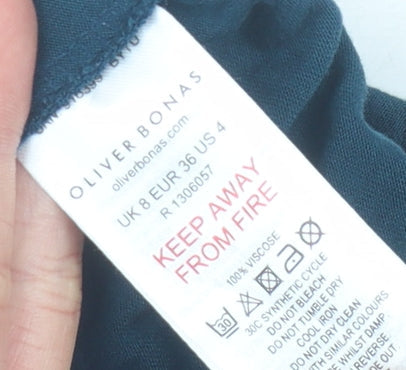 OLIVER BONAS
oliverbonas.com
UK 8 EUR 36 US 4
R 1306057
KEEP AWAY
FROM FIRE
100% VISCOSE
30
30C SYNTHETIC CYCLE
DO NOT BLEACH
DO NOT TUMBLE DRY
COOL IRON
DO NOT DRY CLEAN
WITH SIMILAR COLOURS
WHILST DAMP
REVERSE